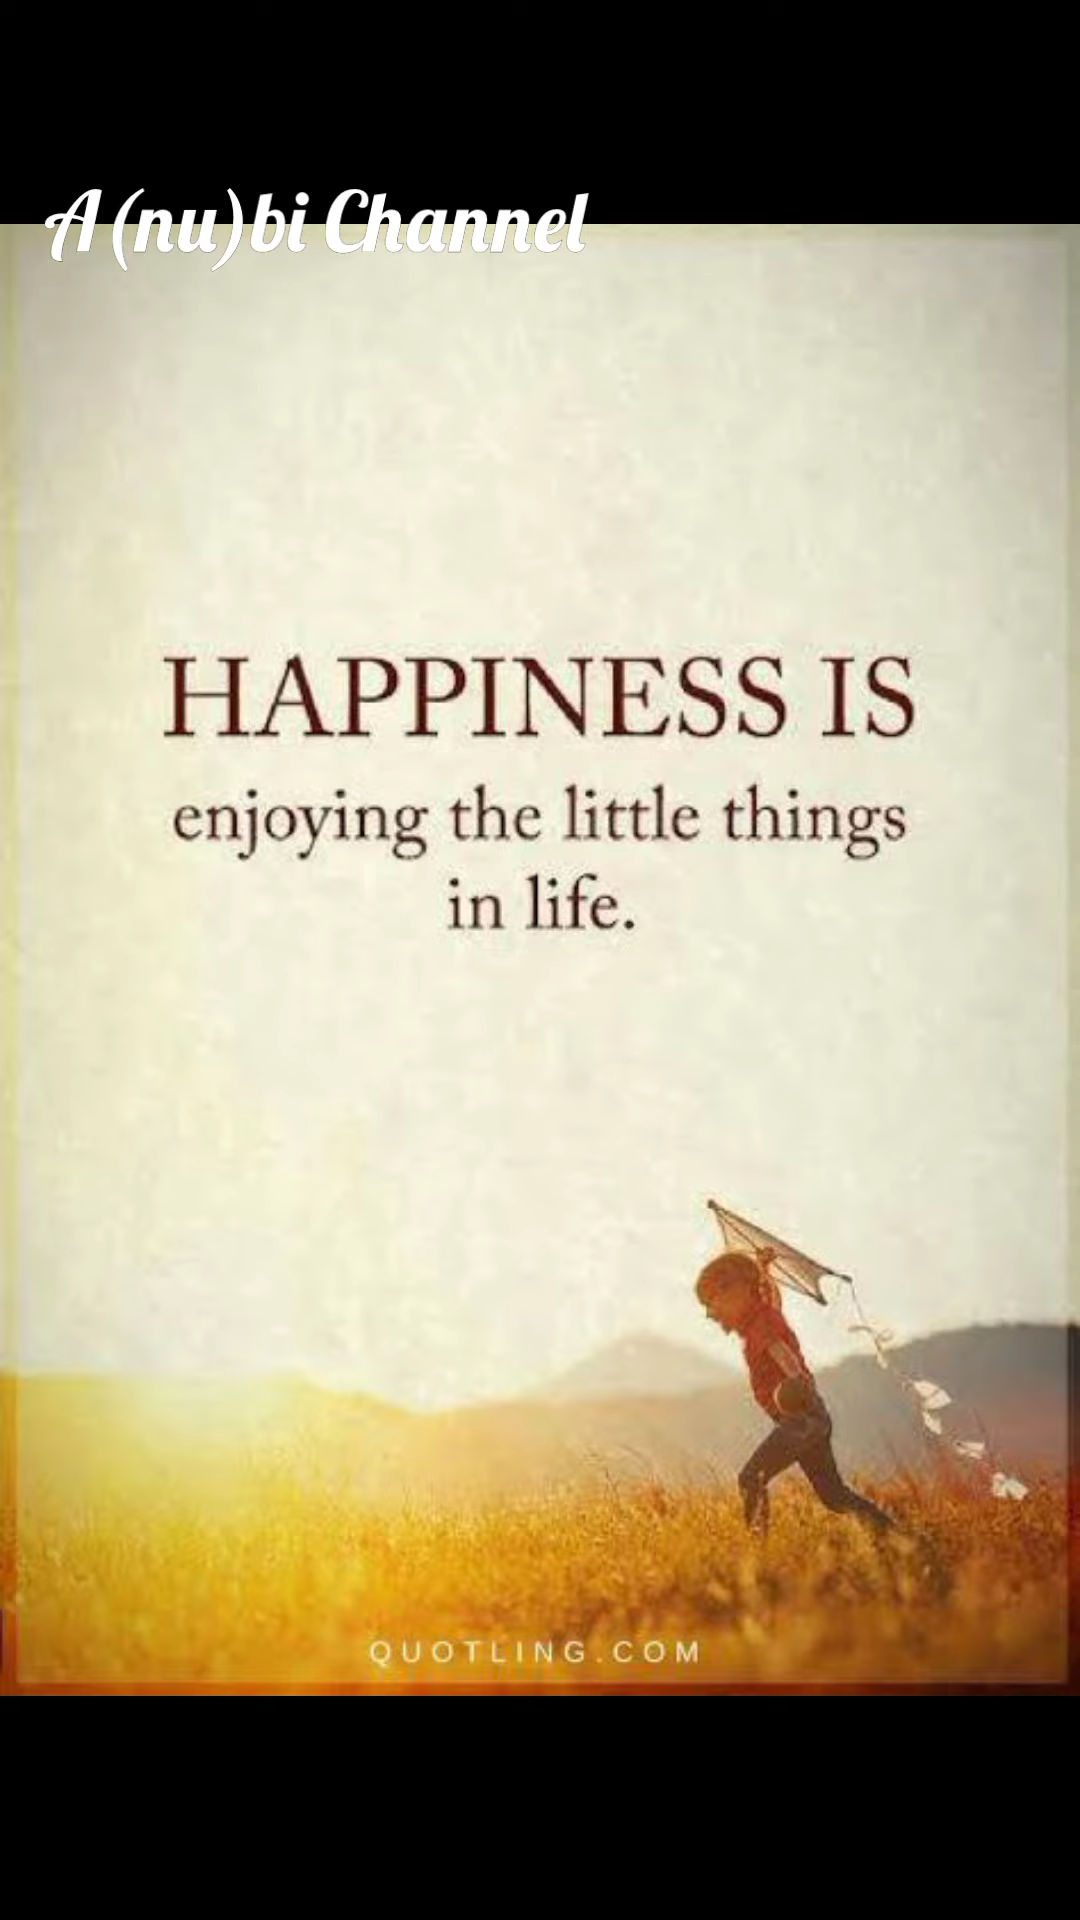 A(nu)bi Channel
HAPPINESS IS
enjoying the little things
in life.
QUOTLING.COM